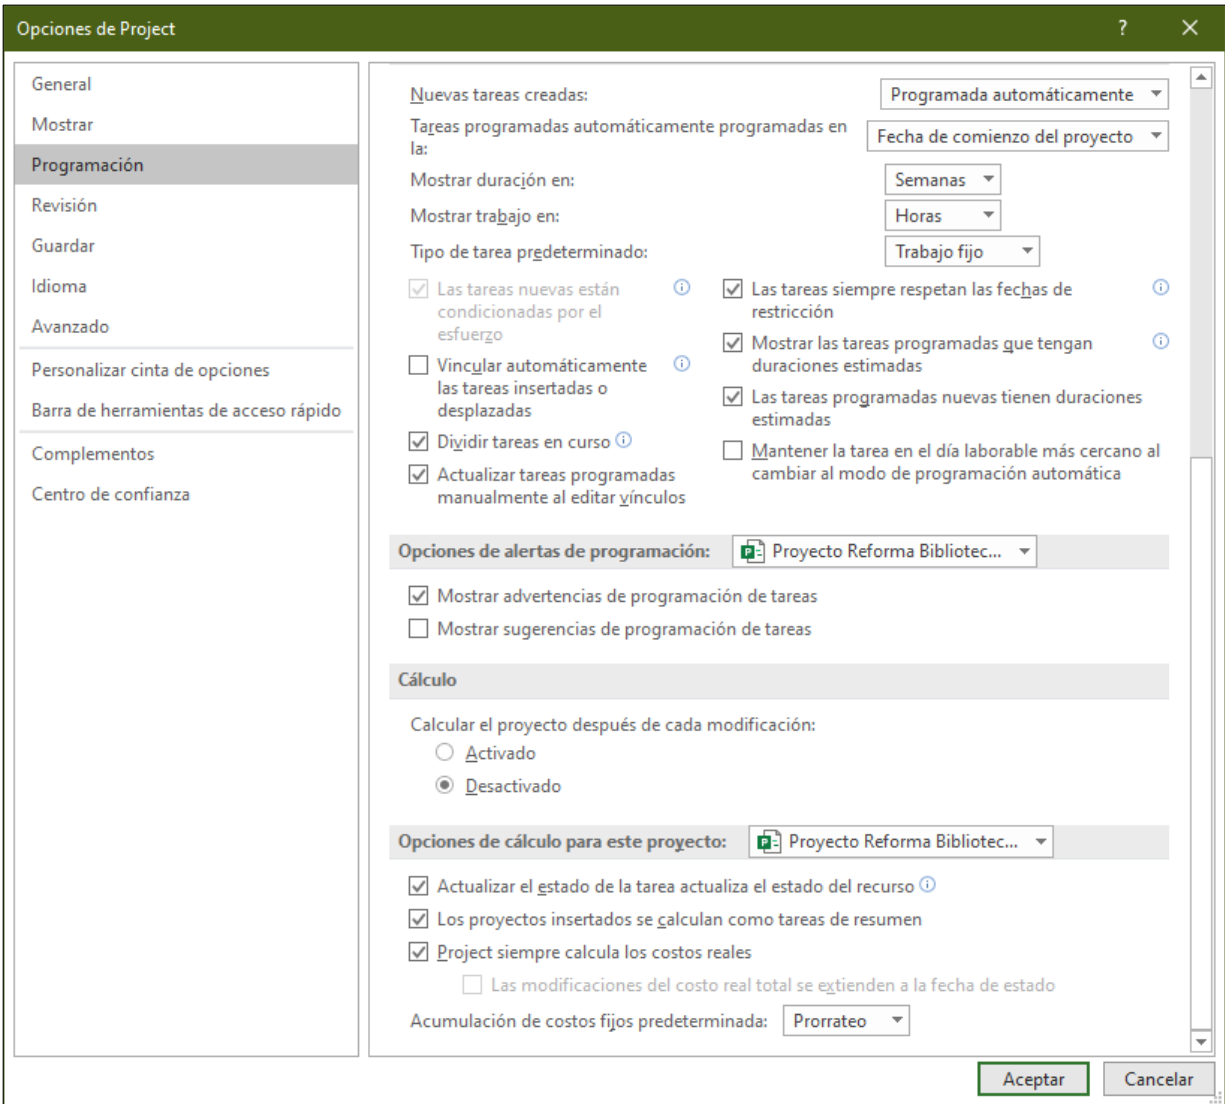 Opciones de Project
?
General
Mostrar
Programación
Revisión
Guardar
Idioma
Avanzado
Personalizar cinta de opciones
Barra de herramientas de acceso rápido
Complementos
Centro de confianza
Nuevas tareas creadas: Programada automáticamente
Tareas programadas automáticamente programadas en
la: Fecha de comienzo del proyecto
Mostrar duración en: Semanas
Mostrar trabajo en: Horas
Tipo de tarea predeterminado: Trabajo fijo
Las tareas nuevas están
condicionadas por el
esfuerzo
Vincular automáticamente
las tareas insertadas o
desplazadas
Dividir tareas en curso
Actualizar tareas programadas
manualmente al editar vínculos
Las tareas siempre respetan las fechas de
restricción
Mostrar las tareas programadas que tengan
duraciones estimadas
Las tareas programadas nuevas tienen duraciones
estimadas
Mantener la tarea en el día laborable más cercano al
cambiar al modo de programación automática
Opciones de alertas de programación: Proyecto Reforma Bibliotec...
Mostrar advertencias de programación de tareas
Mostrar sugerencias de programación de tareas
Cálculo
Calcular el proyecto después de cada modificación:
Activado
Desactivado
Opciones de cálculo para este proyecto: Proyecto Reforma Bibliotec...
Actualizar el estado de la tarea actualiza el estado del recurso
Los proyectos insertados se calculan como tareas de resumen
Project siempre calcula los costos reales
Las modificaciones del costo real total se extienden a la fecha de estado
Acumulación de costos fijos predeterminada: Prorrateo
Aceptar
Cancelar